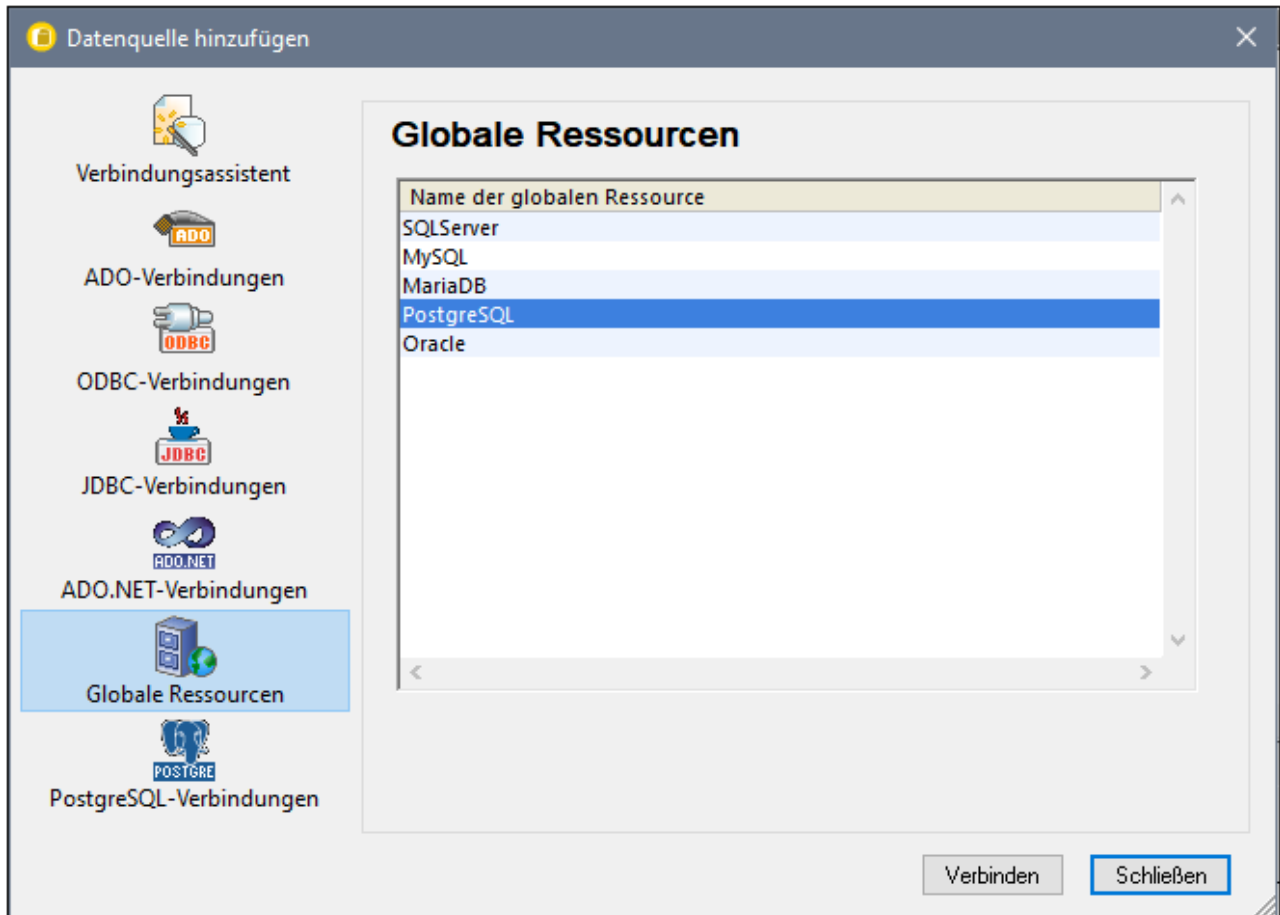 Datenquelle hinzufügen
Verbindungsassistent
ADO
ADO-Verbindungen
ODBC
ODBC-Verbindungen
JDBC
JDBC-Verbindungen
ADO.NET
ADO.NET-Verbindungen
Globale Ressourcen
POSTGRE
PostgreSQL-Verbindungen
Globale Ressourcen
Name der globalen Ressource
SQLServer
MySQL
MariaDB
PostgreSQL
Oracle
Verbinden
Schließen